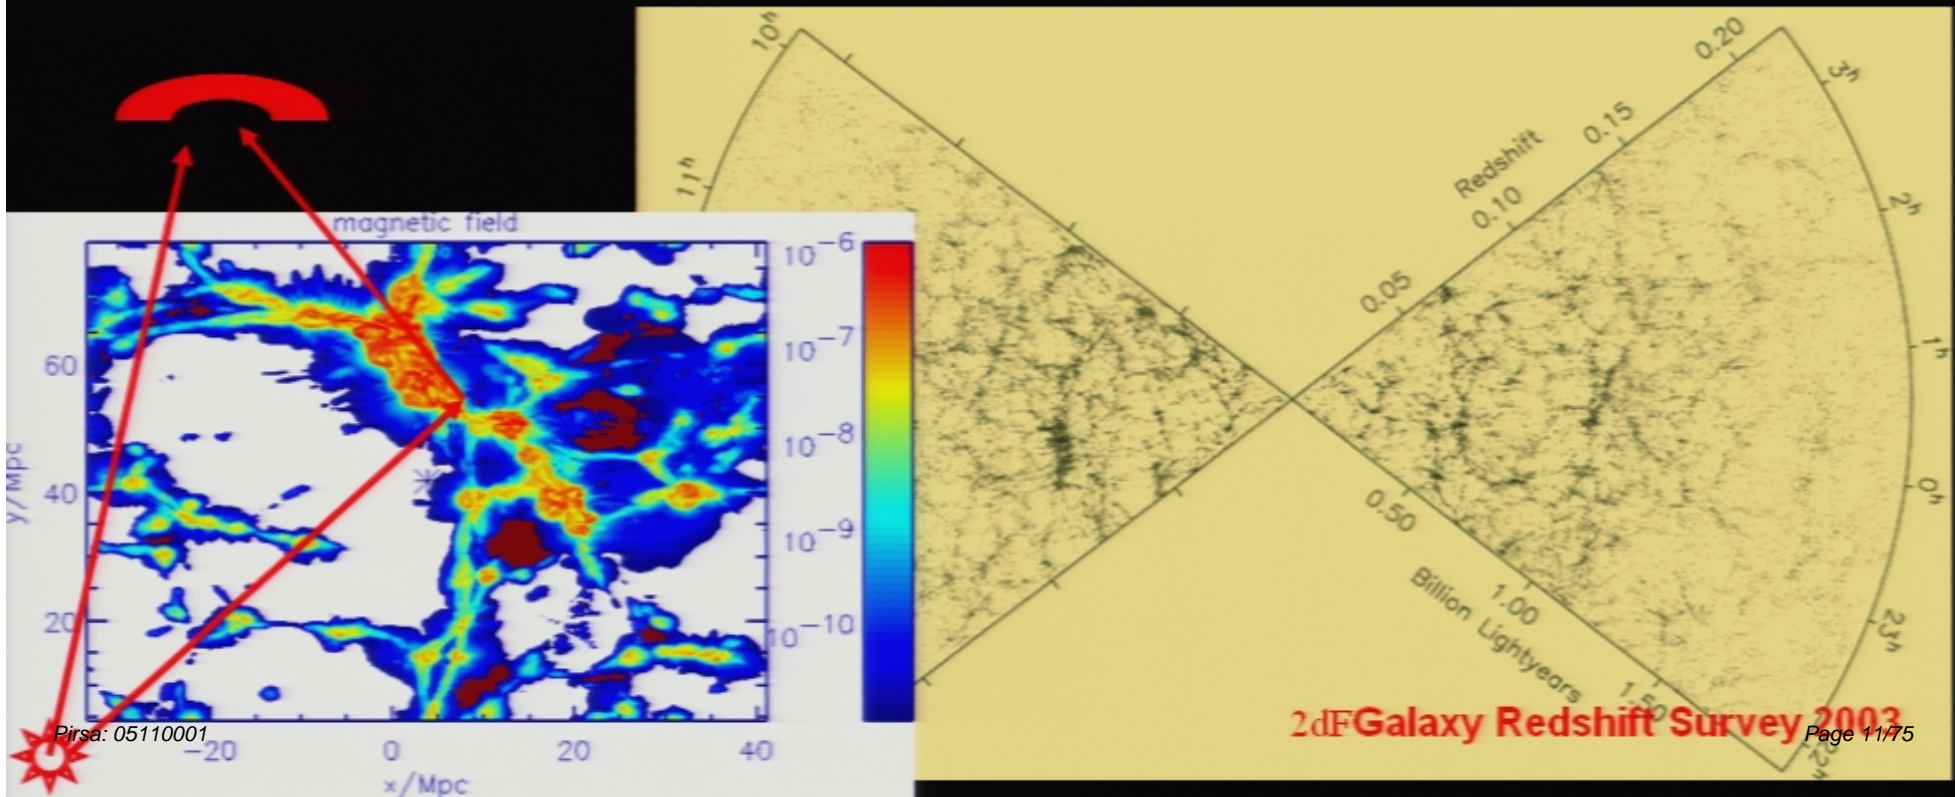 magnetic field
10-6
10-7
10-8
10-9
10-10
60
40
20
y/Mpc
-20
0
20
40
x/Mpc
10h
11h
0.20
0.15
0.10
0.05
Redshift
3h
2h
1h
0h
23h
22h
0.50
1.00
1.50
Billion Lightyears
2dFGalaxy Redshift Survey 2003
Pirsa: 05110001
Page 11/75